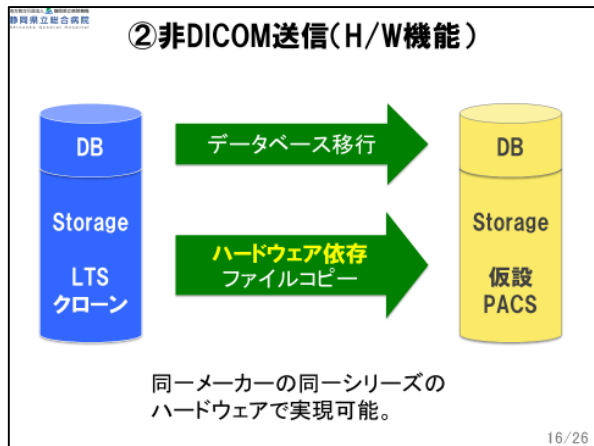 静岡県立総合病院
Shizuoka General Hospital
②非DICOM送信(H/W機能)
DB
データベース移行
DB
Storage
ハードウェア依存
ファイルコピー
Storage
LTS
クローン
仮設
PACS
同一メーカーの同一シリーズの
ハードウェアで実現可能。
16/26